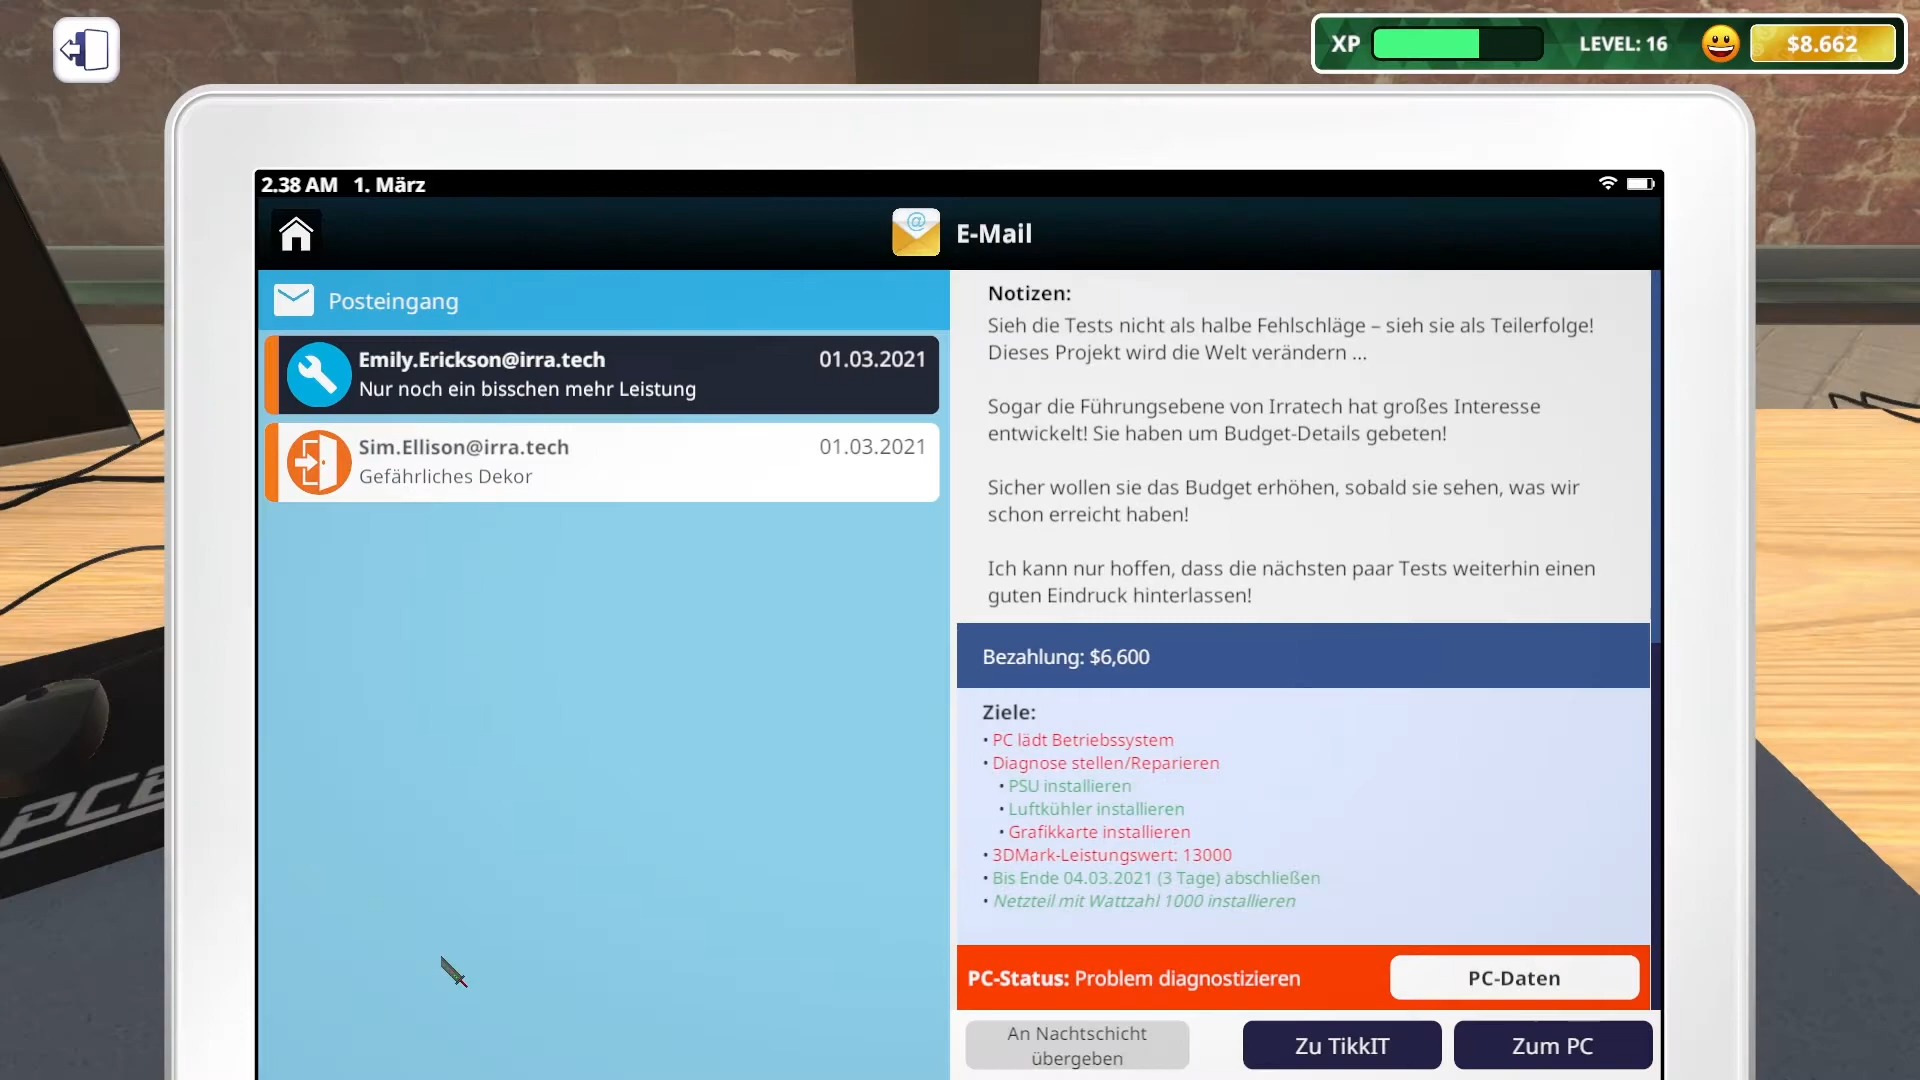 XP
LEVEL: 16
$8.662
2.38 AM 1. März
E-Mail
Posteingang
Emily.Erickson@irra.tech 01.03.2021
Nur noch ein bisschen mehr Leistung
Sim.Ellison@irra.tech 01.03.2021
Gefährliches Dekor
Notizen:
Sieh die Tests nicht als halbe Fehlschläge – sieh sie als Teilerfolge!
Dieses Projekt wird die Welt verändern ...
Sogar die Führungsebene von Irratech hat großes Interesse
entwickelt! Sie haben um Budget-Details gebeten!
Sicher wollen sie das Budget erhöhen, sobald sie sehen, was wir
schon erreicht haben!
Ich kann nur hoffen, dass die nächsten paar Tests weiterhin einen
guten Eindruck hinterlassen!
Bezahlung: $6,600
Ziele:
• PC lädt Betriebssystem
• Diagnose stellen/Reparieren
• PSU installieren
• Luftkühler installieren
• Grafikkarte installieren
• 3DMark-Leistungswert: 13000
• Bis Ende 04.03.2021 (3 Tage) abschließen
• Netzteil mit Wattzahl 1000 installieren
PC-Status: Problem diagnostizieren
PC-Daten
An Nachtschicht
übergeben
Zu TikkIT
Zum PC